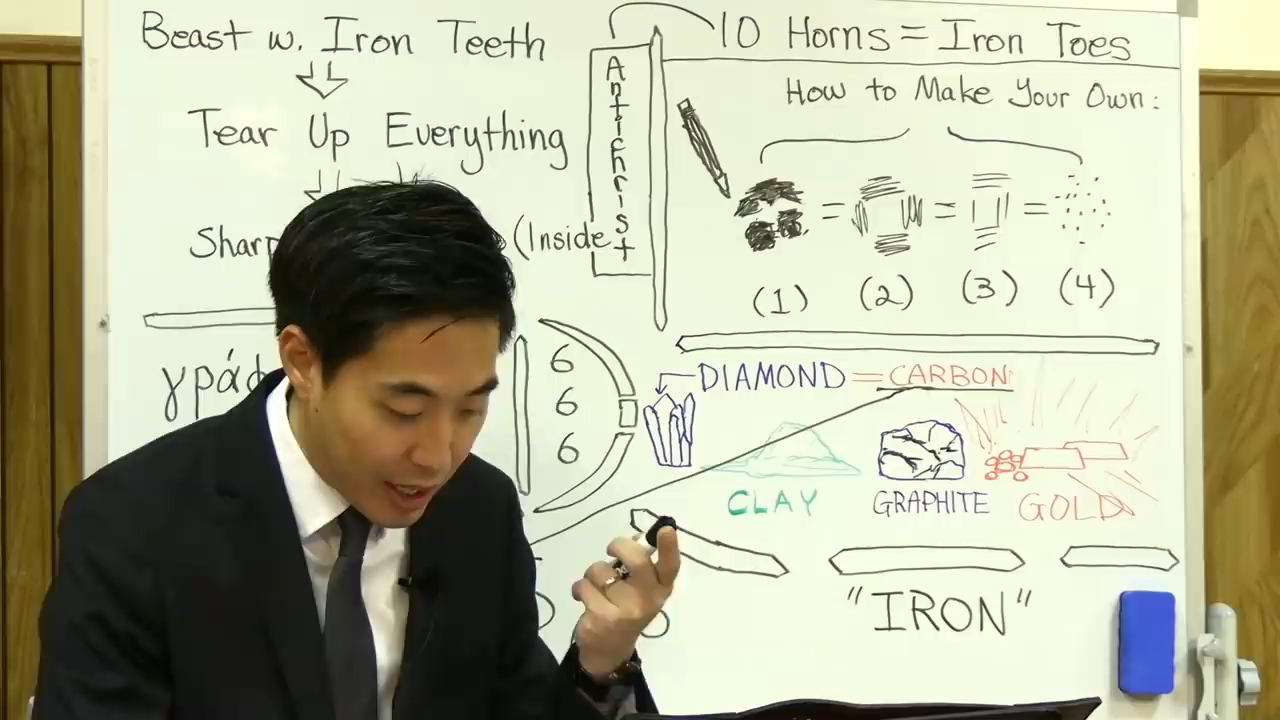 Beast w. Iron Teeth
Tear Up Everything
(Inside
Antichrist
10 Horns = Iron Toes
How to Make Your Own:
= = =
(1) (2) (3) (4)
6
6
6
DIAMOND = CARBON
CLAY
GRAPHITE
GOLD
"IRON"